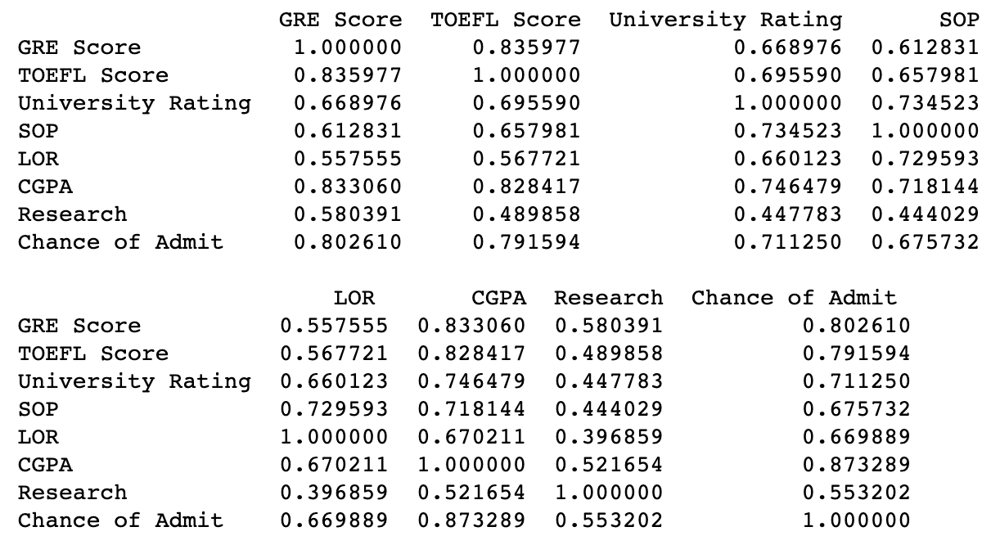 GRE Score TOEFL Score University Rating SOP
GRE Score 1.000000 0.835977 0.668976 0.612831
TOEFL Score 0.835977 1.000000 0.695590 0.657981
University Rating 0.668976 0.695590 1.000000 0.734523
SOP 0.612831 0.657981 0.734523 1.000000
LOR 0.557555 0.567721 0.660123 0.729593
CGPA 0.833060 0.828417 0.746479 0.718144
Research 0.580391 0.489858 0.447783 0.444029
Chance of Admit 0.802610 0.791594 0.711250 0.675732
LOR CGPA Research Chance of Admit
GRE Score 0.557555 0.833060 0.580391 0.802610
TOEFL Score 0.567721 0.828417 0.489858 0.791594
University Rating 0.660123 0.746479 0.447783 0.711250
SOP 0.729593 0.718144 0.444029 0.675732
LOR 1.000000 0.670211 0.396859 0.669889
CGPA 0.670211 1.000000 0.521654 0.873289
Research 0.396859 0.521654 1.000000 0.553202
Chance of Admit 0.669889 0.873289 0.553202 1.000000